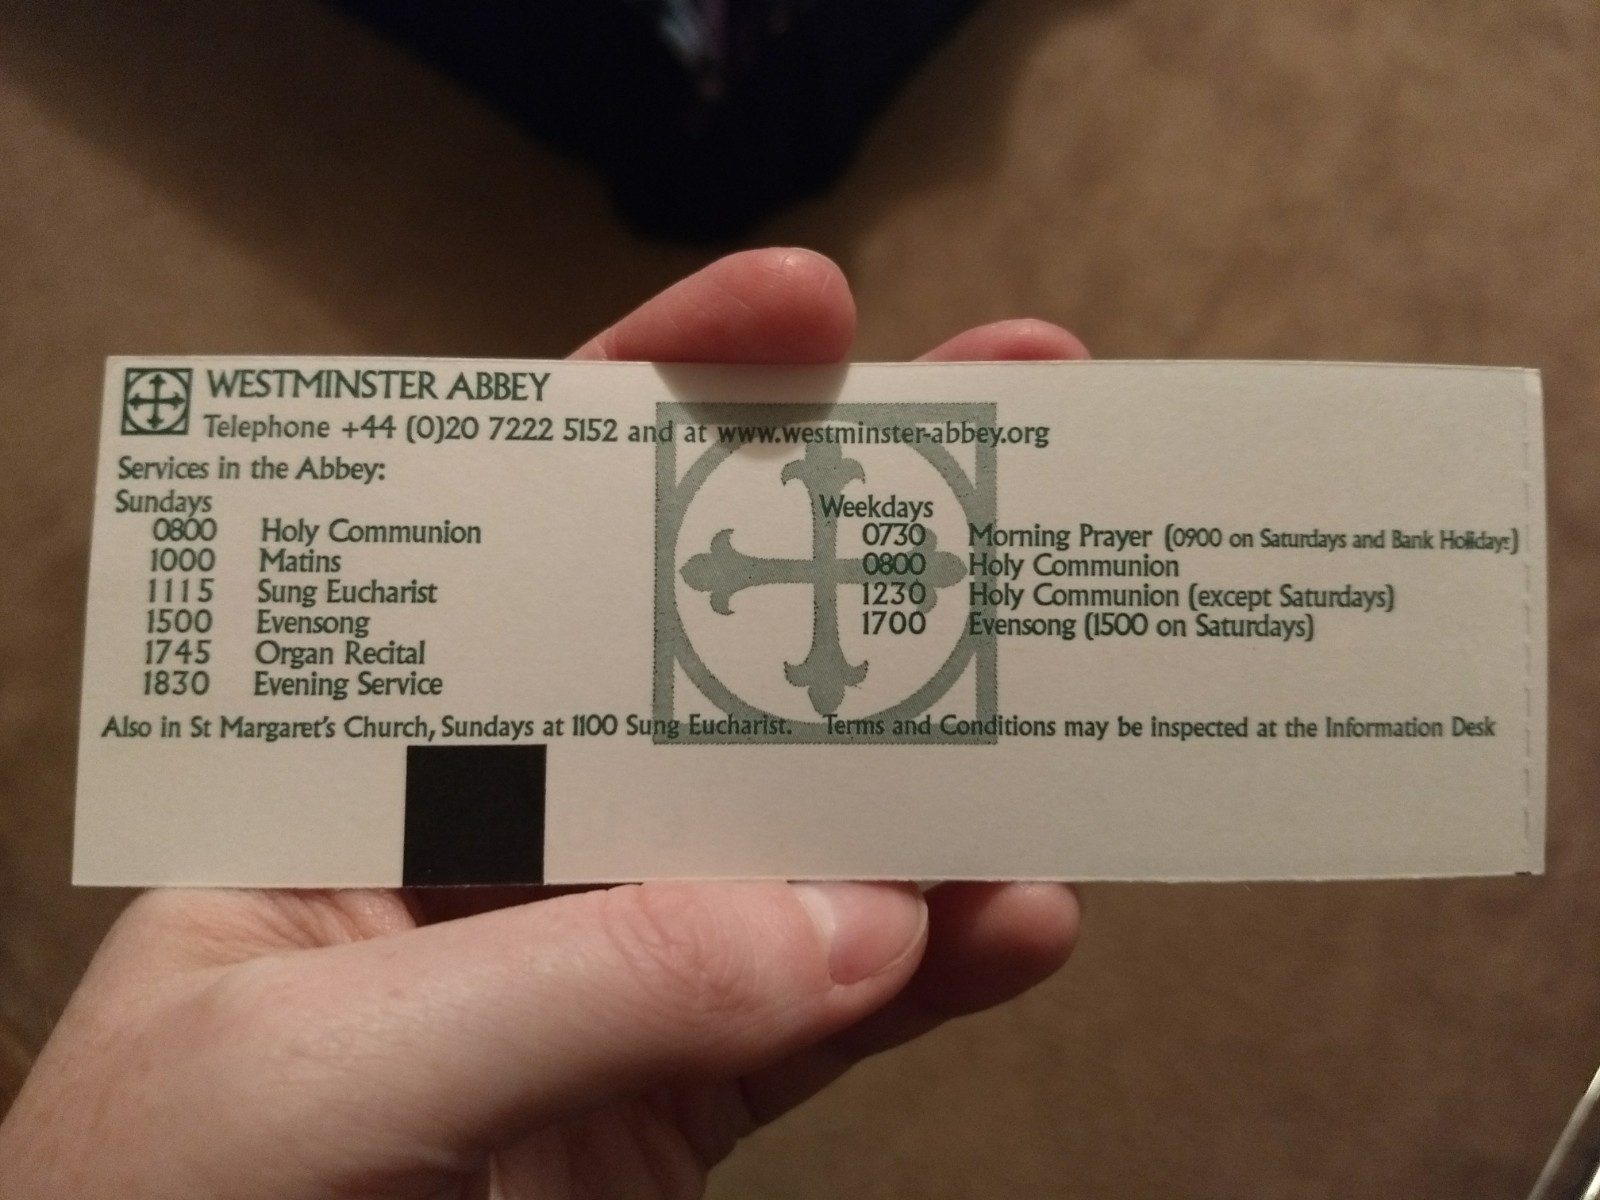 WESTMINSTER ABBEY
Telephone +44 (0)20 7222 5152 and at www.westminster-abbey.org
Services in the Abbey:
Sundays
0800 Holy Communion
1000 Matins
1115 Sung Eucharist
1500 Evensong
1745 Organ Recital
1830 Evening Service
Weekdays
0730 Morning Prayer (0900 on Saturdays and Bank Holidays)
0800 Holy Communion
1230 Holy Communion (except Saturdays)
1700 Evensong (1500 on Saturdays)
Also in St Margaret's Church, Sundays at 1100 Sung Eucharist. Terms and Conditions may be inspected at the Information Desk